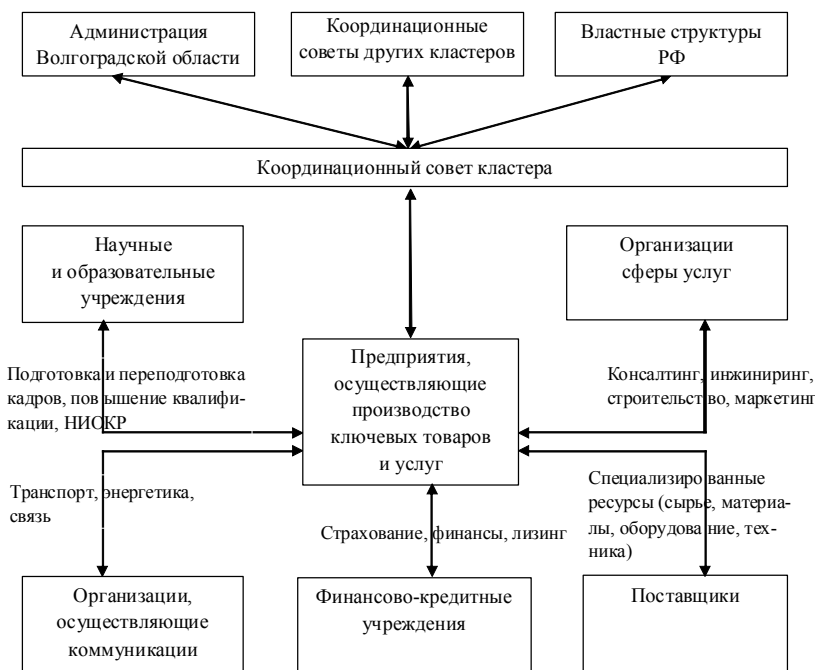 Администрация
Волгоградской области
Координационные
советы других кластеров
Властные структуры
РФ
Координационный совет кластера
Научные
и образовательные
учреждения
Организации
сферы услуг
Подготовка и переподготовка
кадров, повышение квалифи-
кации, НИОКР
Предприятия,
осуществляющие
производство
ключевых товаров
и услуг
Консалтинг, инжиниринг,
строительство, маркетинг
Транспорт, энергетика,
связь
Страхование, финансы, лизинг
Специализированные
ресурсы (сырье, материа-
лы, оборудование, тех-
ника)
Организации,
осуществляющие
коммуникации
Финансово-кредитные
учреждения
Поставщики